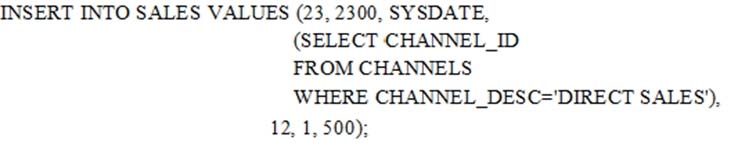 INSERT INTO SALES VALUES (23, 2300, SYSDATE,
(SELECT CHANNEL_ID
FROM CHANNELS
WHERE CHANNEL_DESC='DIRECT SALES'),
12, 1, 500);